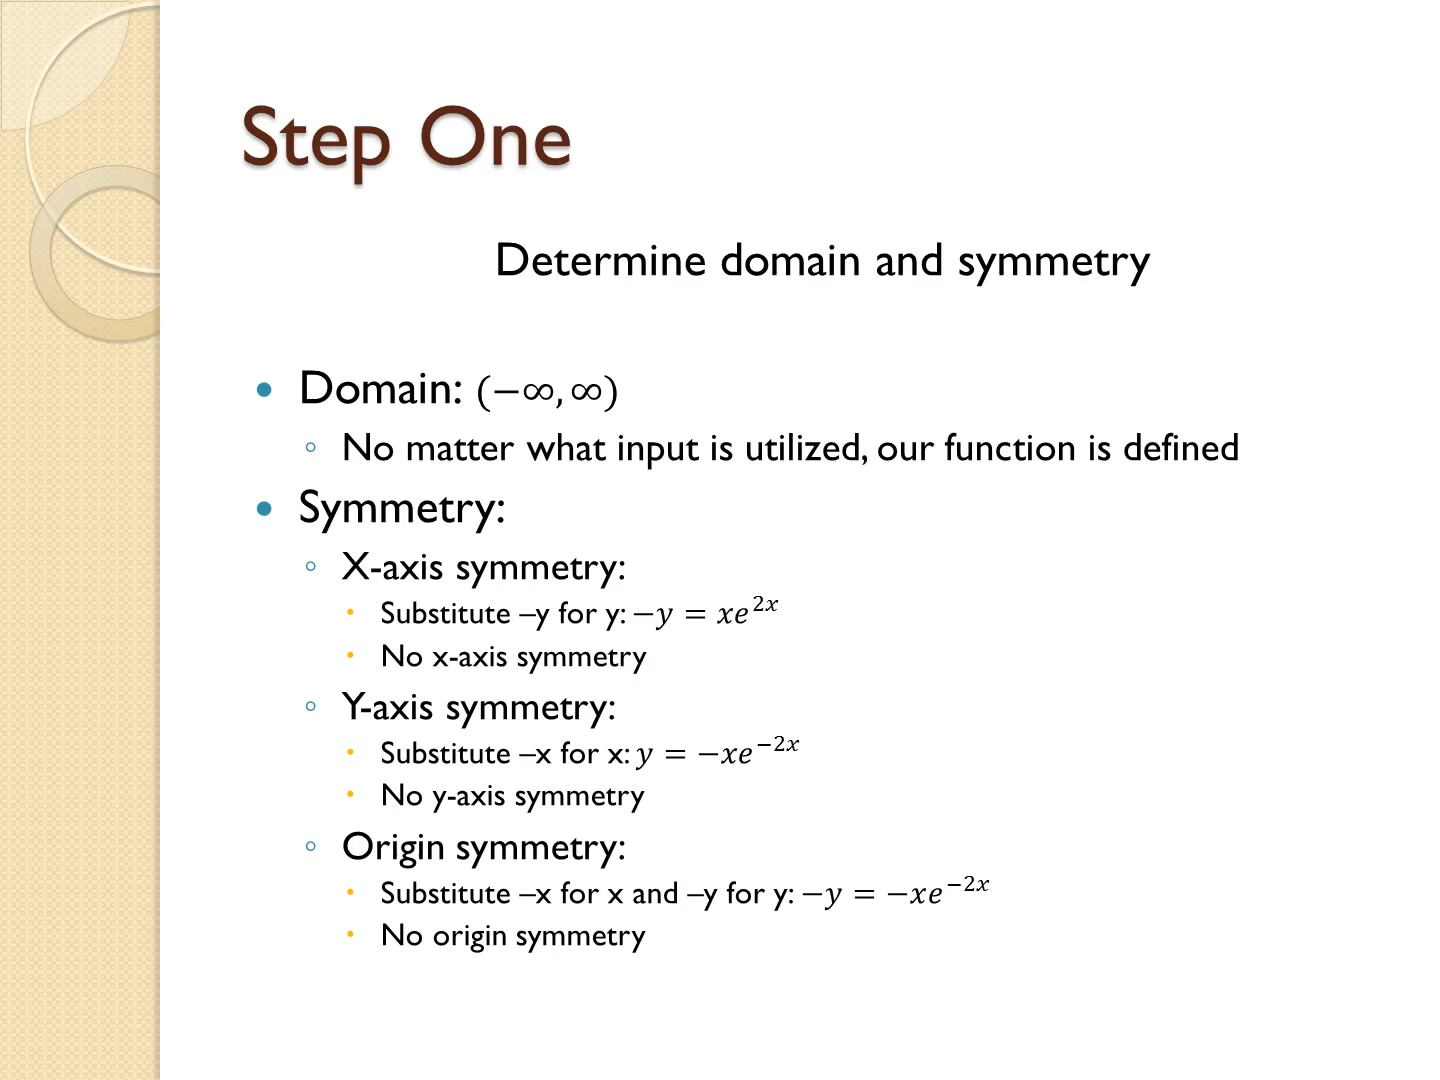 Step One
Determine domain and symmetry
• Domain: (−∞, ∞)
◦ No matter what input is utilized, our function is defined
• Symmetry:
◦ X-axis symmetry:
• Substitute –y for y: −y = xe^{2x}
• No x-axis symmetry
◦ Y-axis symmetry:
• Substitute –x for x: y = −xe^{−2x}
• No y-axis symmetry
◦ Origin symmetry:
• Substitute –x for x and –y for y: −y = −xe^{−2x}
• No origin symmetry